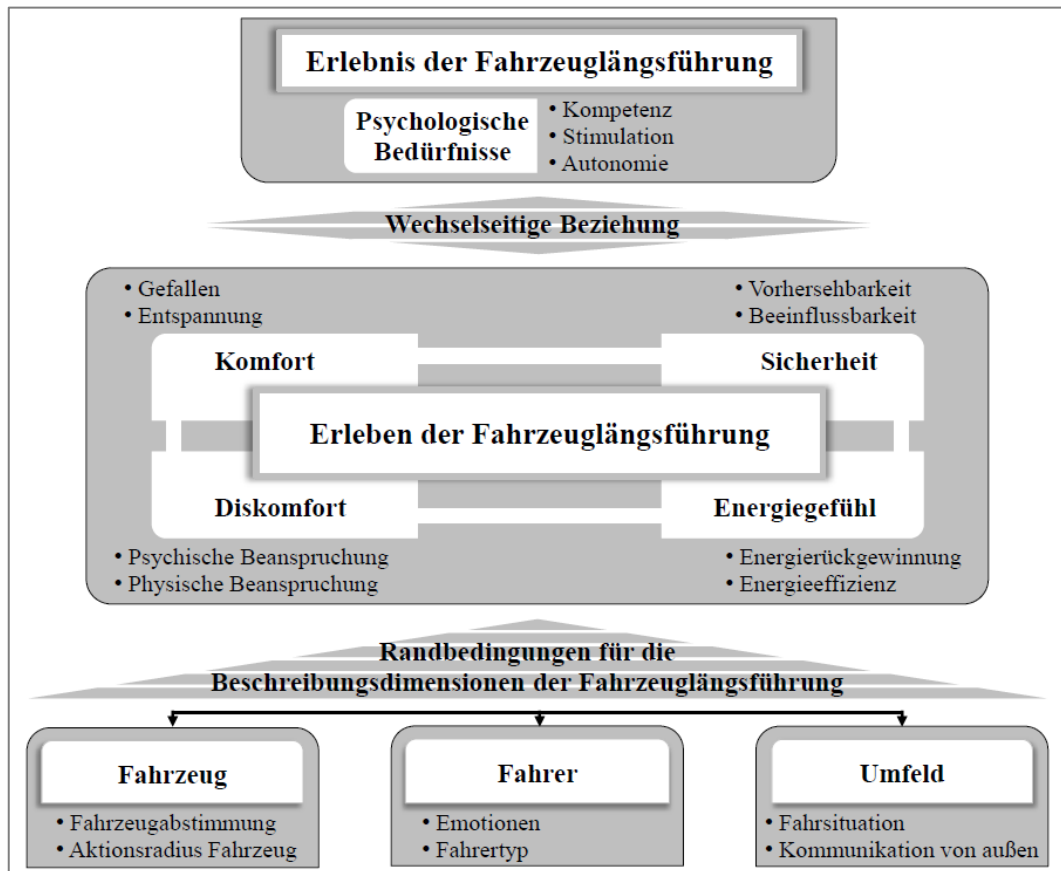 Erlebnis der Fahrzeuglängsführung
Psychologische
Bedürfnisse
• Kompetenz
• Stimulation
• Autonomie
Wechselseitige Beziehung
• Gefallen
• Entspannung
• Vorhersehbarkeit
• Beeinflussbarkeit
Komfort
Sicherheit
Erleben der Fahrzeuglängsführung
Diskomfort
Energiegefühl
• Psychische Beanspruchung
• Physische Beanspruchung
• Energierückgewinnung
• Energieeffizienz
Randbedingungen für die
Beschreibungsdimensionen der Fahrzeuglängsführung
Fahrzeug
• Fahrzeugabstimmung
• Aktionsradius Fahrzeug
Fahrer
• Emotionen
• Fahrertyp
Umfeld
• Fahrsituation
• Kommunikation von außen